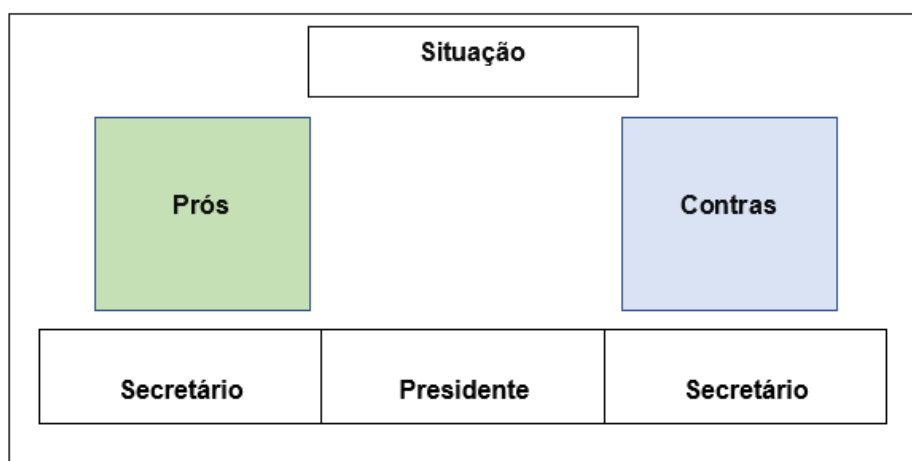 Situação
Prós
Contras
Secretário
Presidente
Secretário